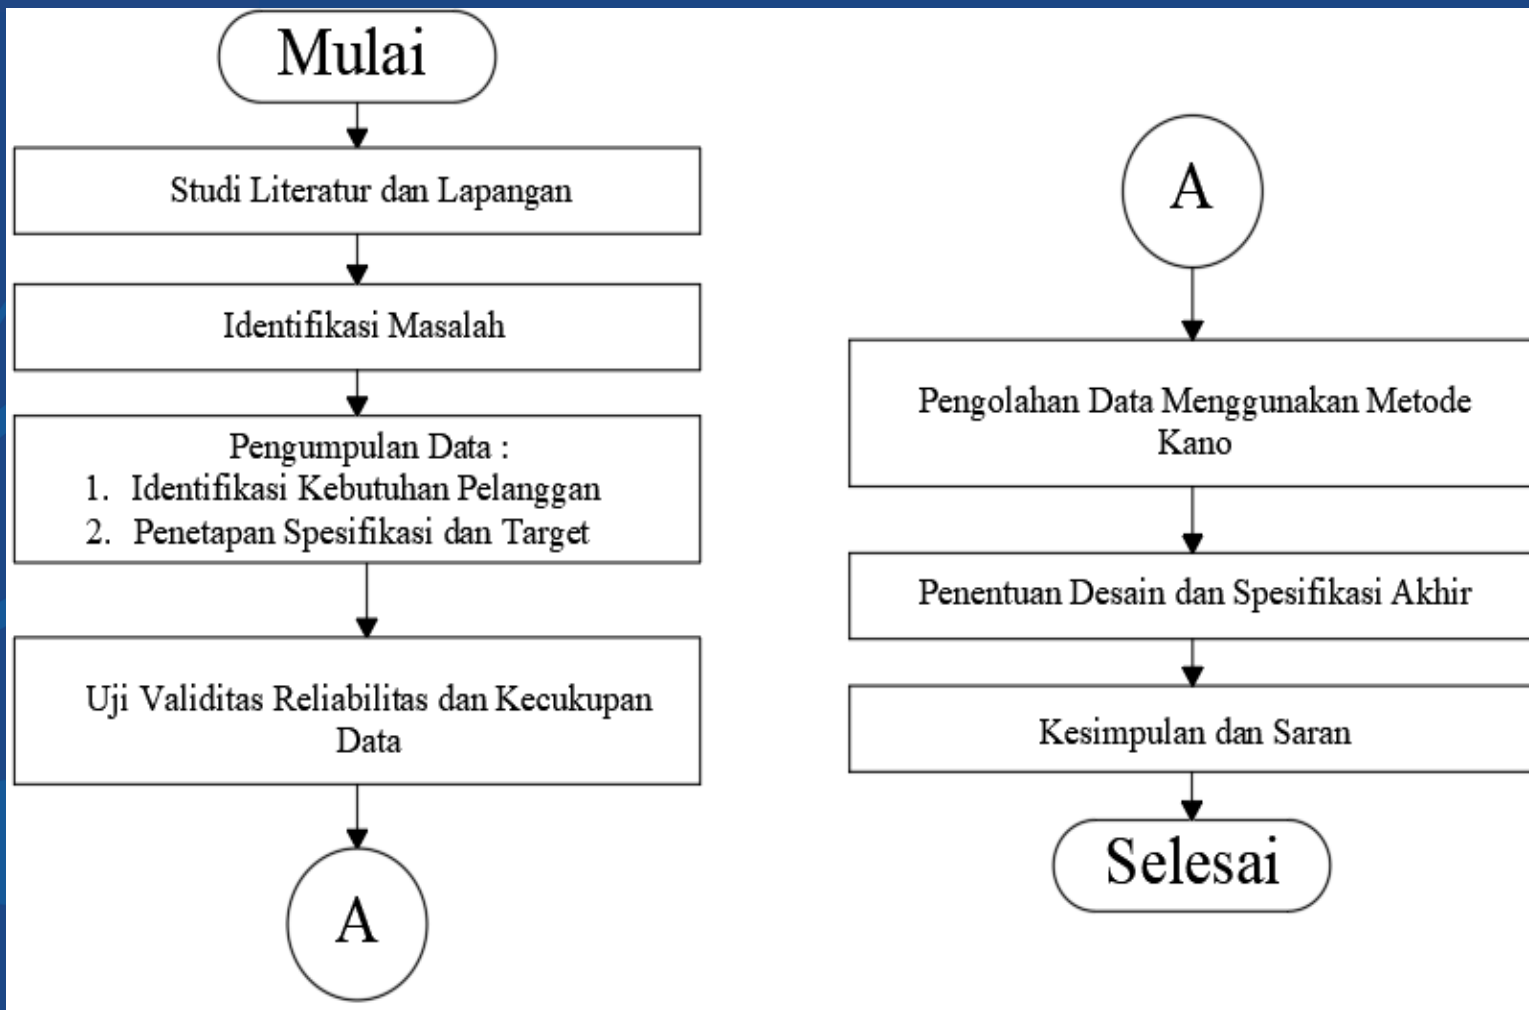 Mulai
Studi Literatur dan Lapangan
Identifikasi Masalah
Pengumpulan Data :
1. Identifikasi Kebutuhan Pelanggan
2. Penetapan Spesifikasi dan Target
Uji Validitas Reliabilitas dan Kecukupan
Data
A
A
Pengolahan Data Menggunakan Metode
Kano
Penentuan Desain dan Spesifikasi Akhir
Kesimpulan dan Saran
Selesai